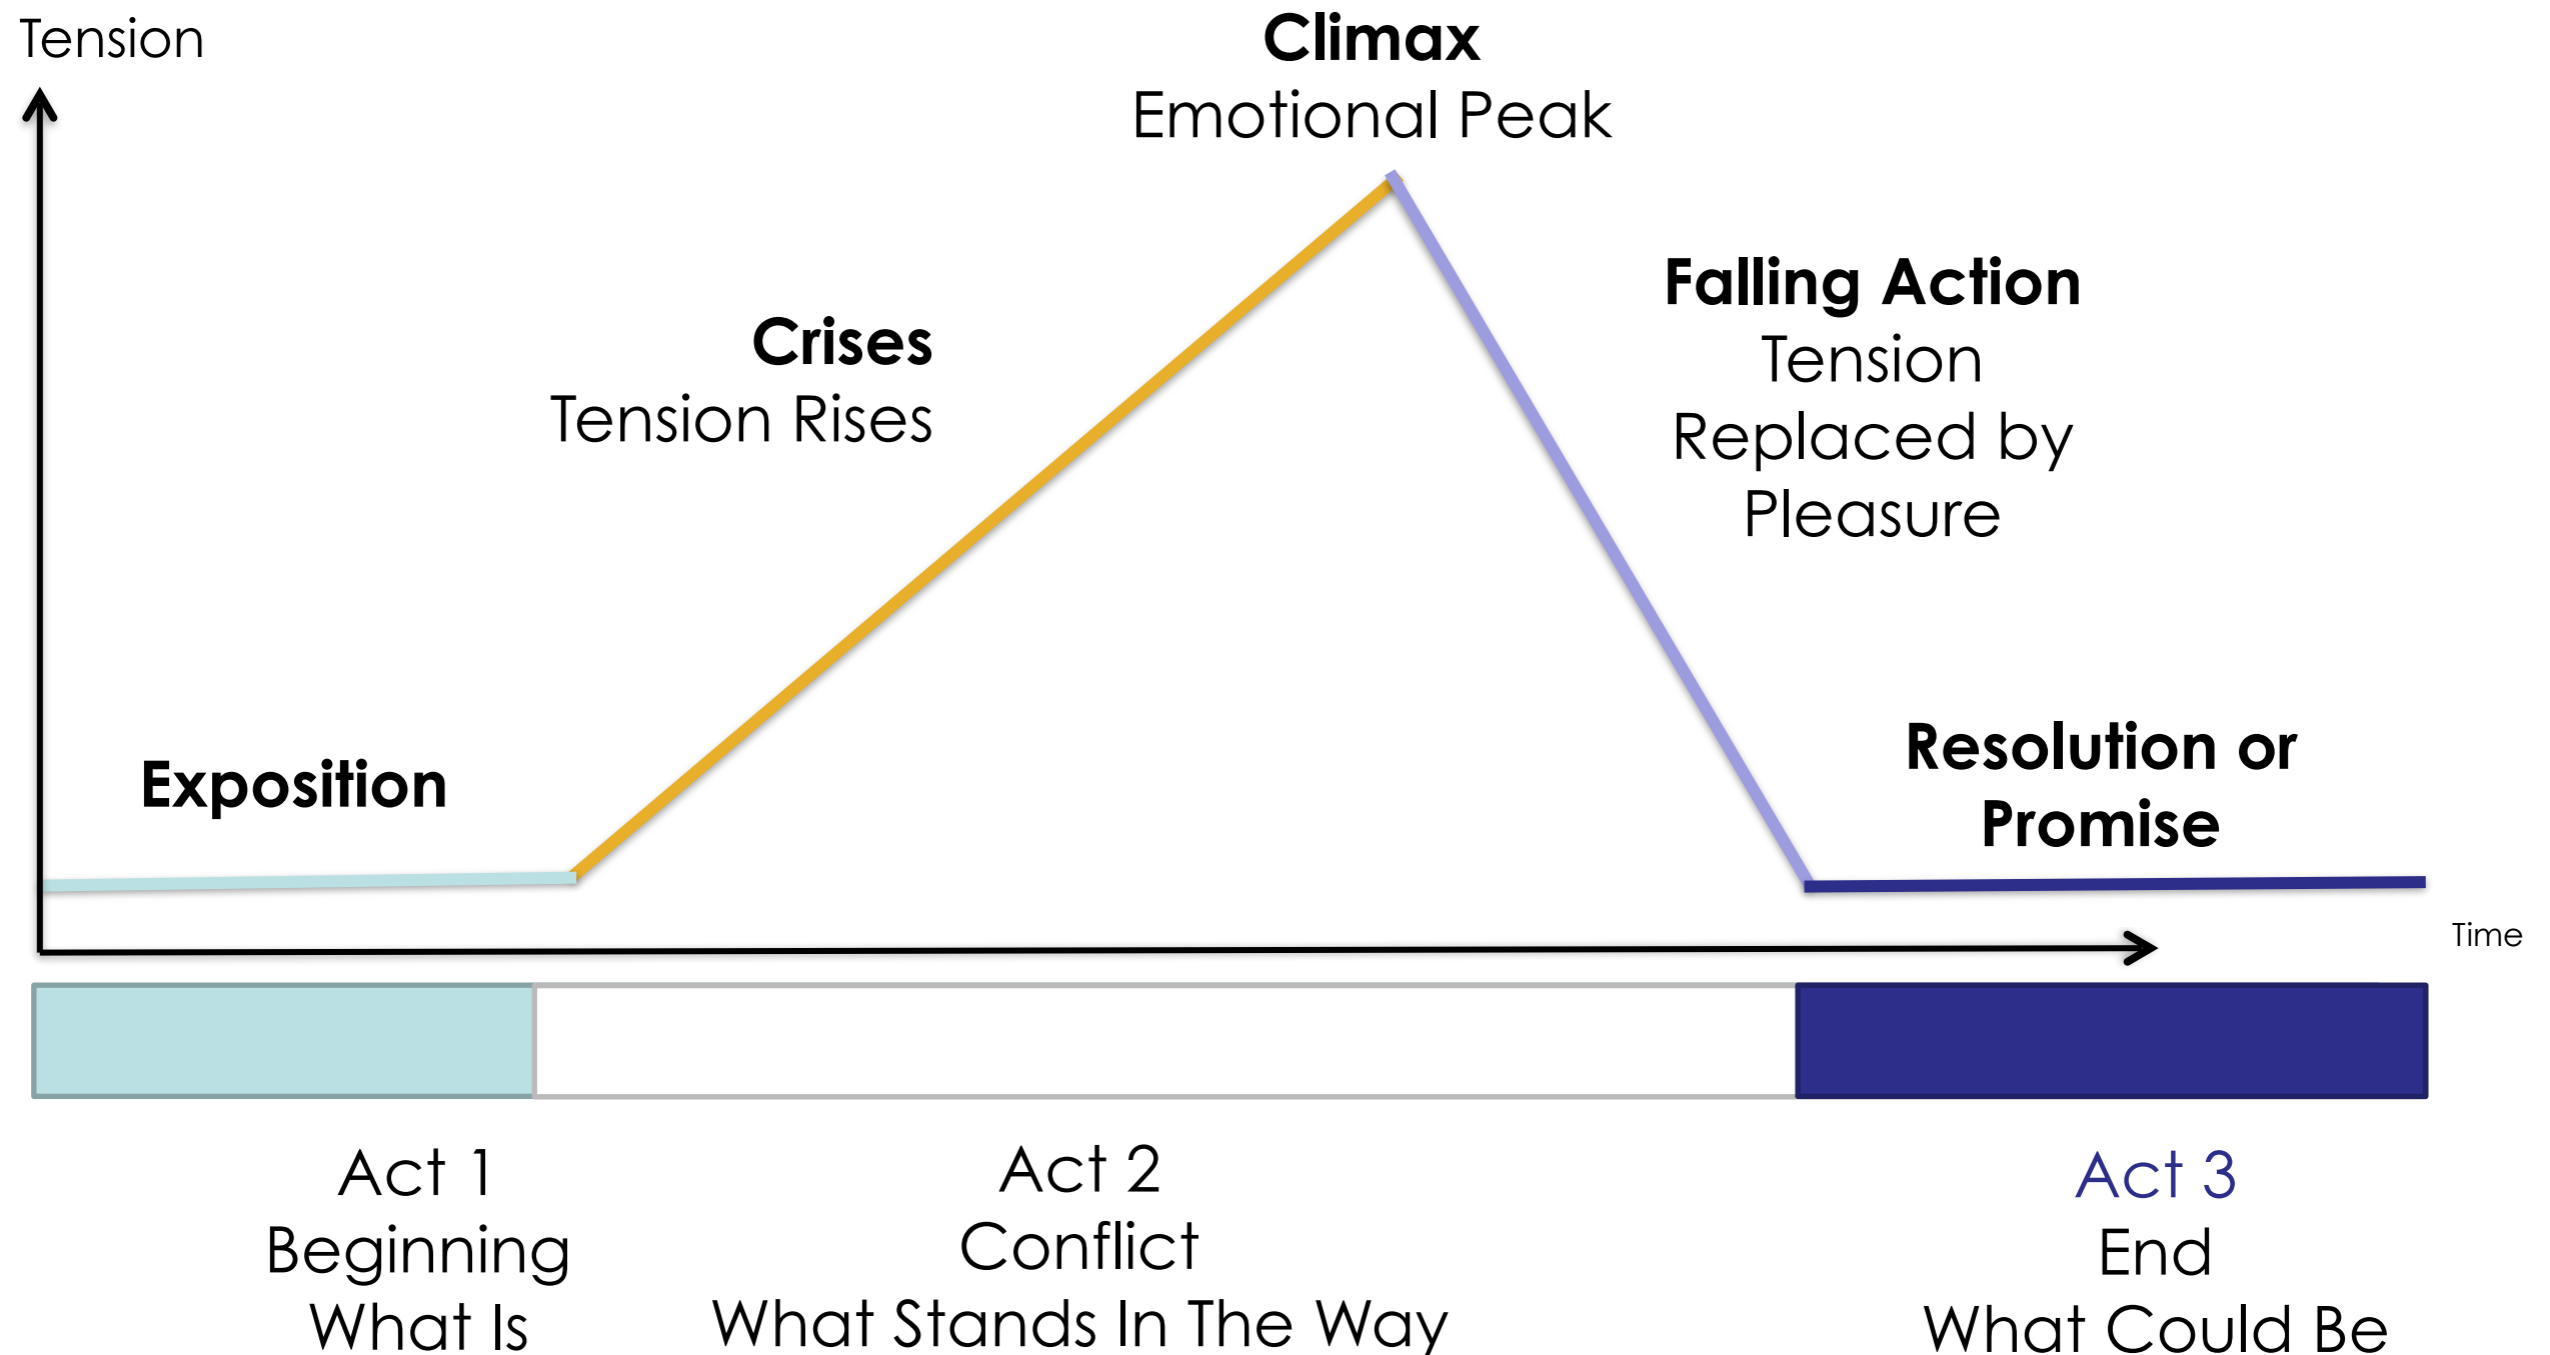 Tension
Climax
Emotional Peak
Crises
Tension Rises
Falling Action
Tension
Replaced by
Pleasure
Exposition
Resolution or
Promise
Time
Act 1
Beginning
What Is
Act 2
Conflict
What Stands In The Way
Act 3
End
What Could Be